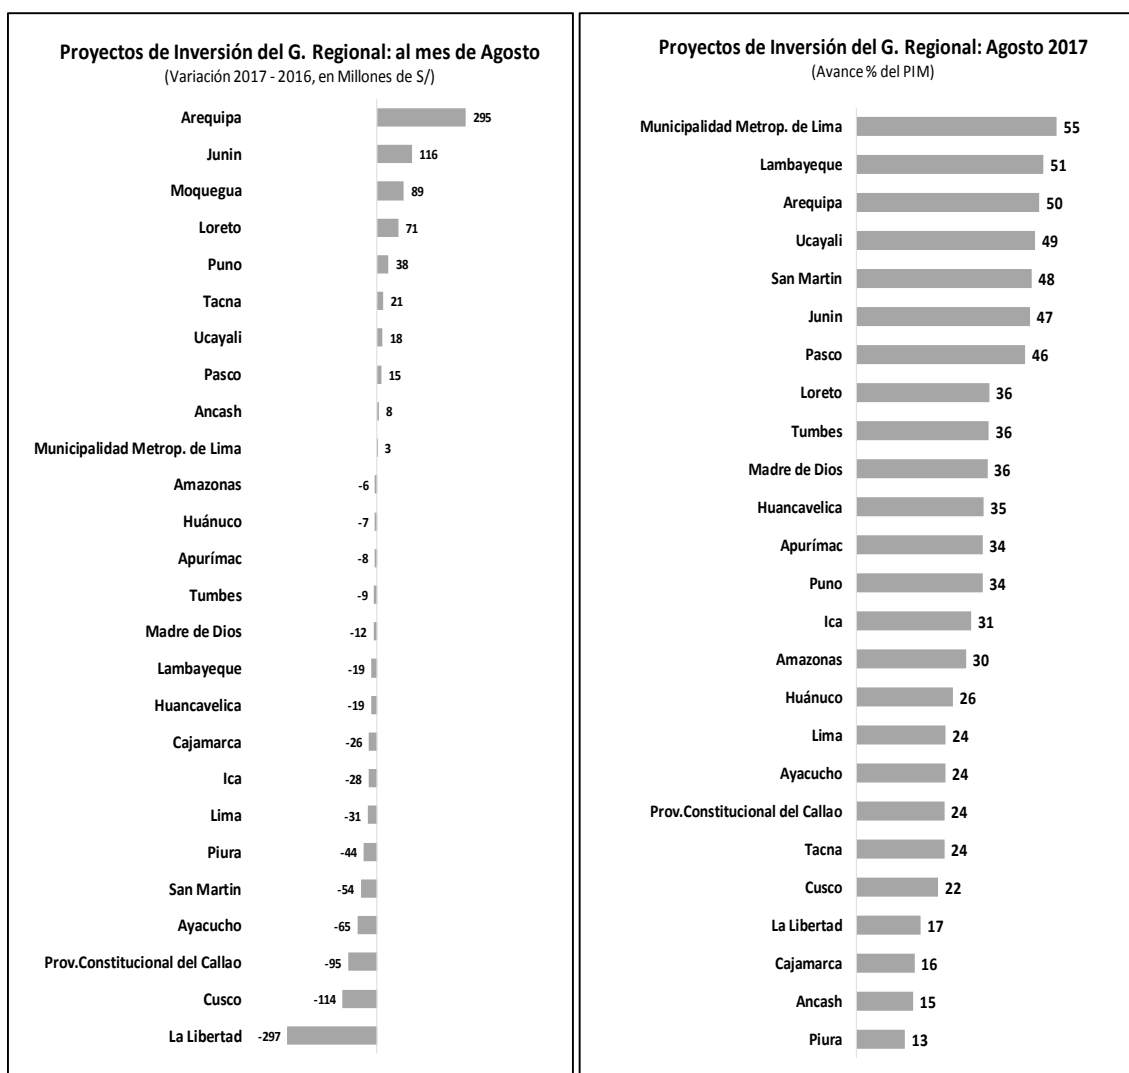 Proyectos de Inversión del G. Regional: al mes de Agosto
(Variación 2017 - 2016, en Millones de S/)
Arequipa 295
Junin 116
Moquegua 89
Loreto 71
Puno 38
Tacna 21
Ucayali 18
Pasco 15
Ancash 8
Municipalidad Metrop. de Lima 3
Amazonas -6
Huánuco -7
Apurímac -8
Tumbes -9
Madre de Dios -12
Lambayeque -19
Huancavelica -19
Cajamarca -26
Ica -28
Lima -31
Piura -44
San Martin -54
Ayacucho -65
Prov.Constitucional del Callao -95
Cusco -114
La Libertad -297
Proyectos de Inversión del G. Regional: Agosto 2017
(Avance % del PIM)
Municipalidad Metrop. de Lima 55
Lambayeque 51
Arequipa 50
Ucayali 49
San Martin 48
Junin 47
Pasco 46
Loreto 36
Tumbes 36
Madre de Dios 36
Huancavelica 35
Apurímac 34
Puno 34
Ica 31
Amazonas 30
Huánuco 26
Lima 24
Ayacucho 24
Prov.Constitucional del Callao 24
Tacna 24
Cusco 22
La Libertad 17
Cajamarca 16
Ancash 15
Piura 13